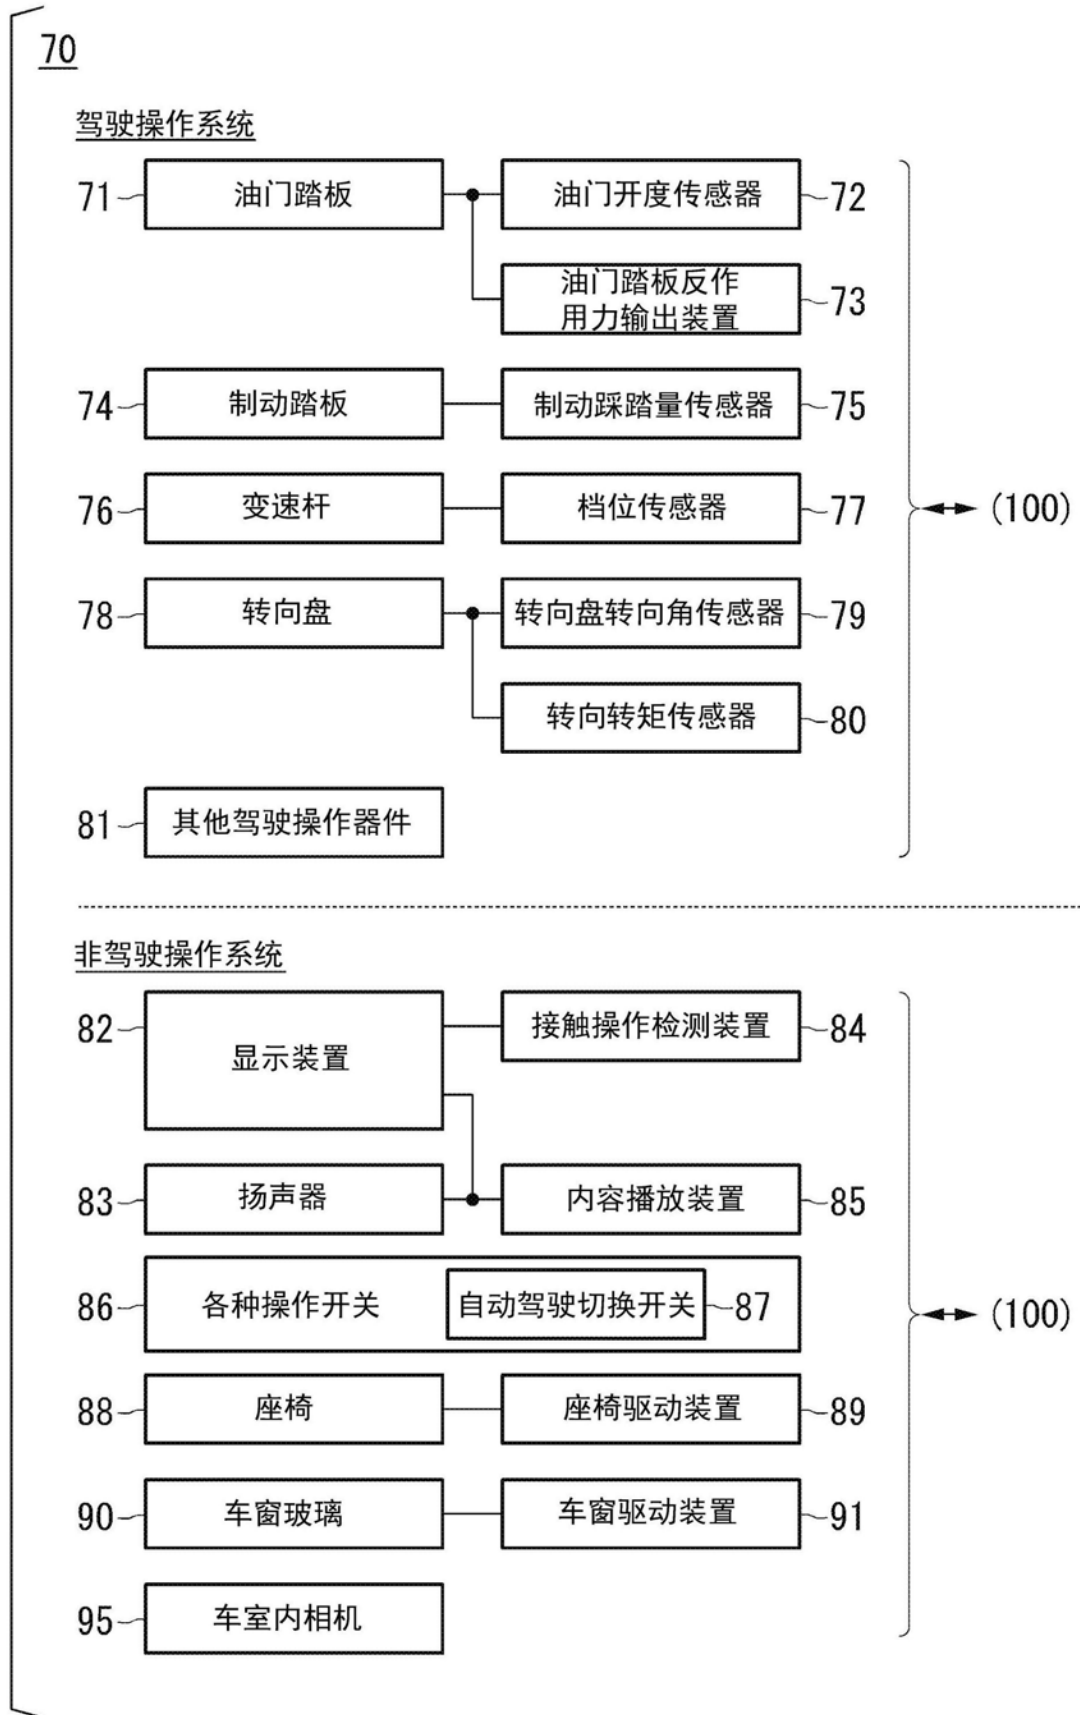 70
驾驶操作系统
71 油门踏板 油门开度传感器 72
油门踏板反作
用力输出装置 73
74 制动踏板 制动踩踏量传感器 75
76 变速杆 档位传感器 77
(100)
78 转向盘 转向盘转向角传感器 79
转向转矩传感器 80
81 其他驾驶操作器件
非驾驶操作系统
82 显示装置 接触操作检测装置 84
83 扬声器 内容播放装置 85
86 各种操作开关 自动驾驶切换开关 87
(100)
88 座椅 座椅驱动装置 89
90 车窗玻璃 车窗驱动装置 91
95 车室内相机